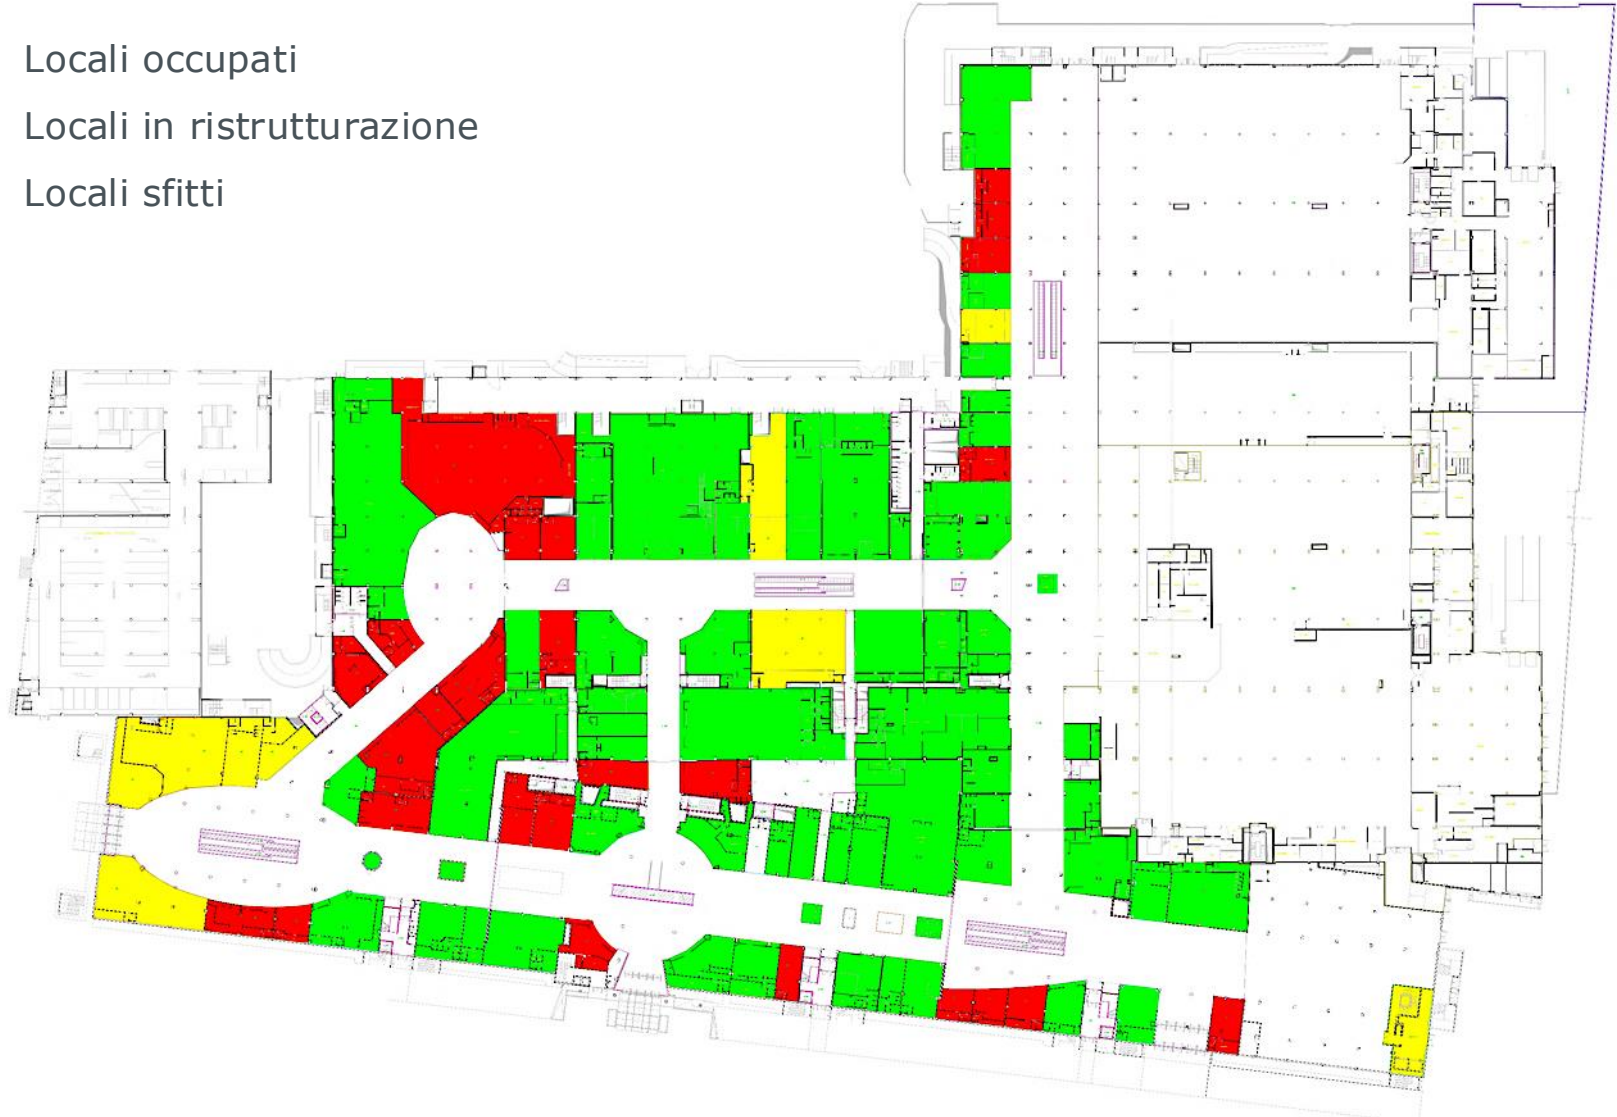 Locali occupati
Locali in ristrutturazione
Locali sfitti